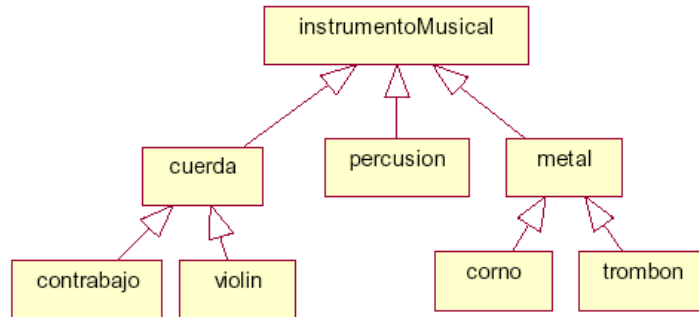 instrumentoMusical
cuerda
percusion
metal
contrabajo
violin
corno
trombon